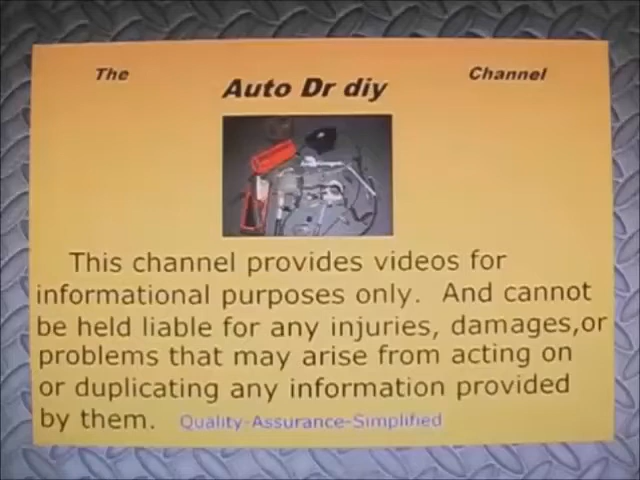 The Auto Dr diy Channel
This channel provides videos for
informational purposes only. And cannot
be held liable for any injuries, damages,or
problems that may arise from acting on
or duplicating any information provided
by them. Quality-Assurance-Simplified